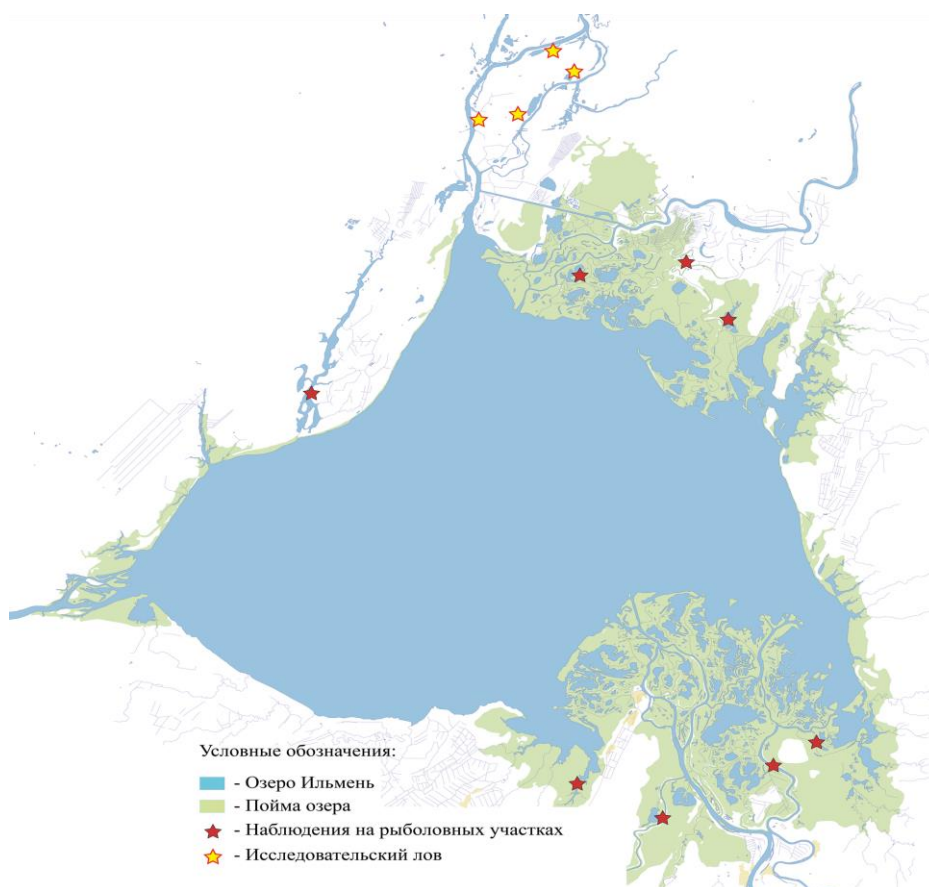 Условные обозначения:
- Озеро Ильмень
- Пойма озера
- Наблюдения на рыболовных участках
- Исследовательский лов